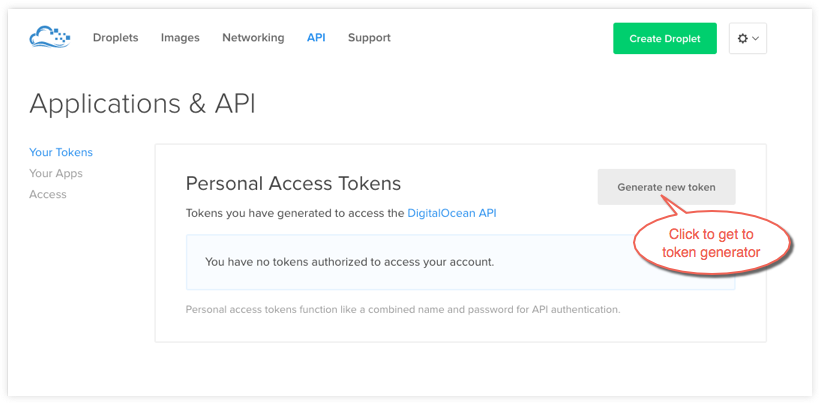 Droplets Images Networking API Support Create Droplet
Applications & API
Your Tokens
Your Apps
Access
Personal Access Tokens
Generate new token
Tokens you have generated to access the DigitalOcean API
Click to get to
token generator
You have no tokens authorized to access your account.
Personal access tokens function like a combined name and password for API authentication.